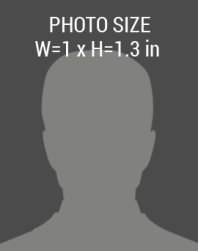 PHOTO SIZE
W=1 x H=1.3 in